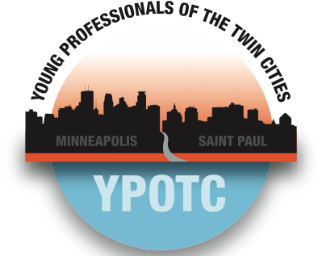 YOUNG PROFESSIONALS OF THE TWIN CITIES
MINNEAPOLIS SAINT PAUL
YPOTC